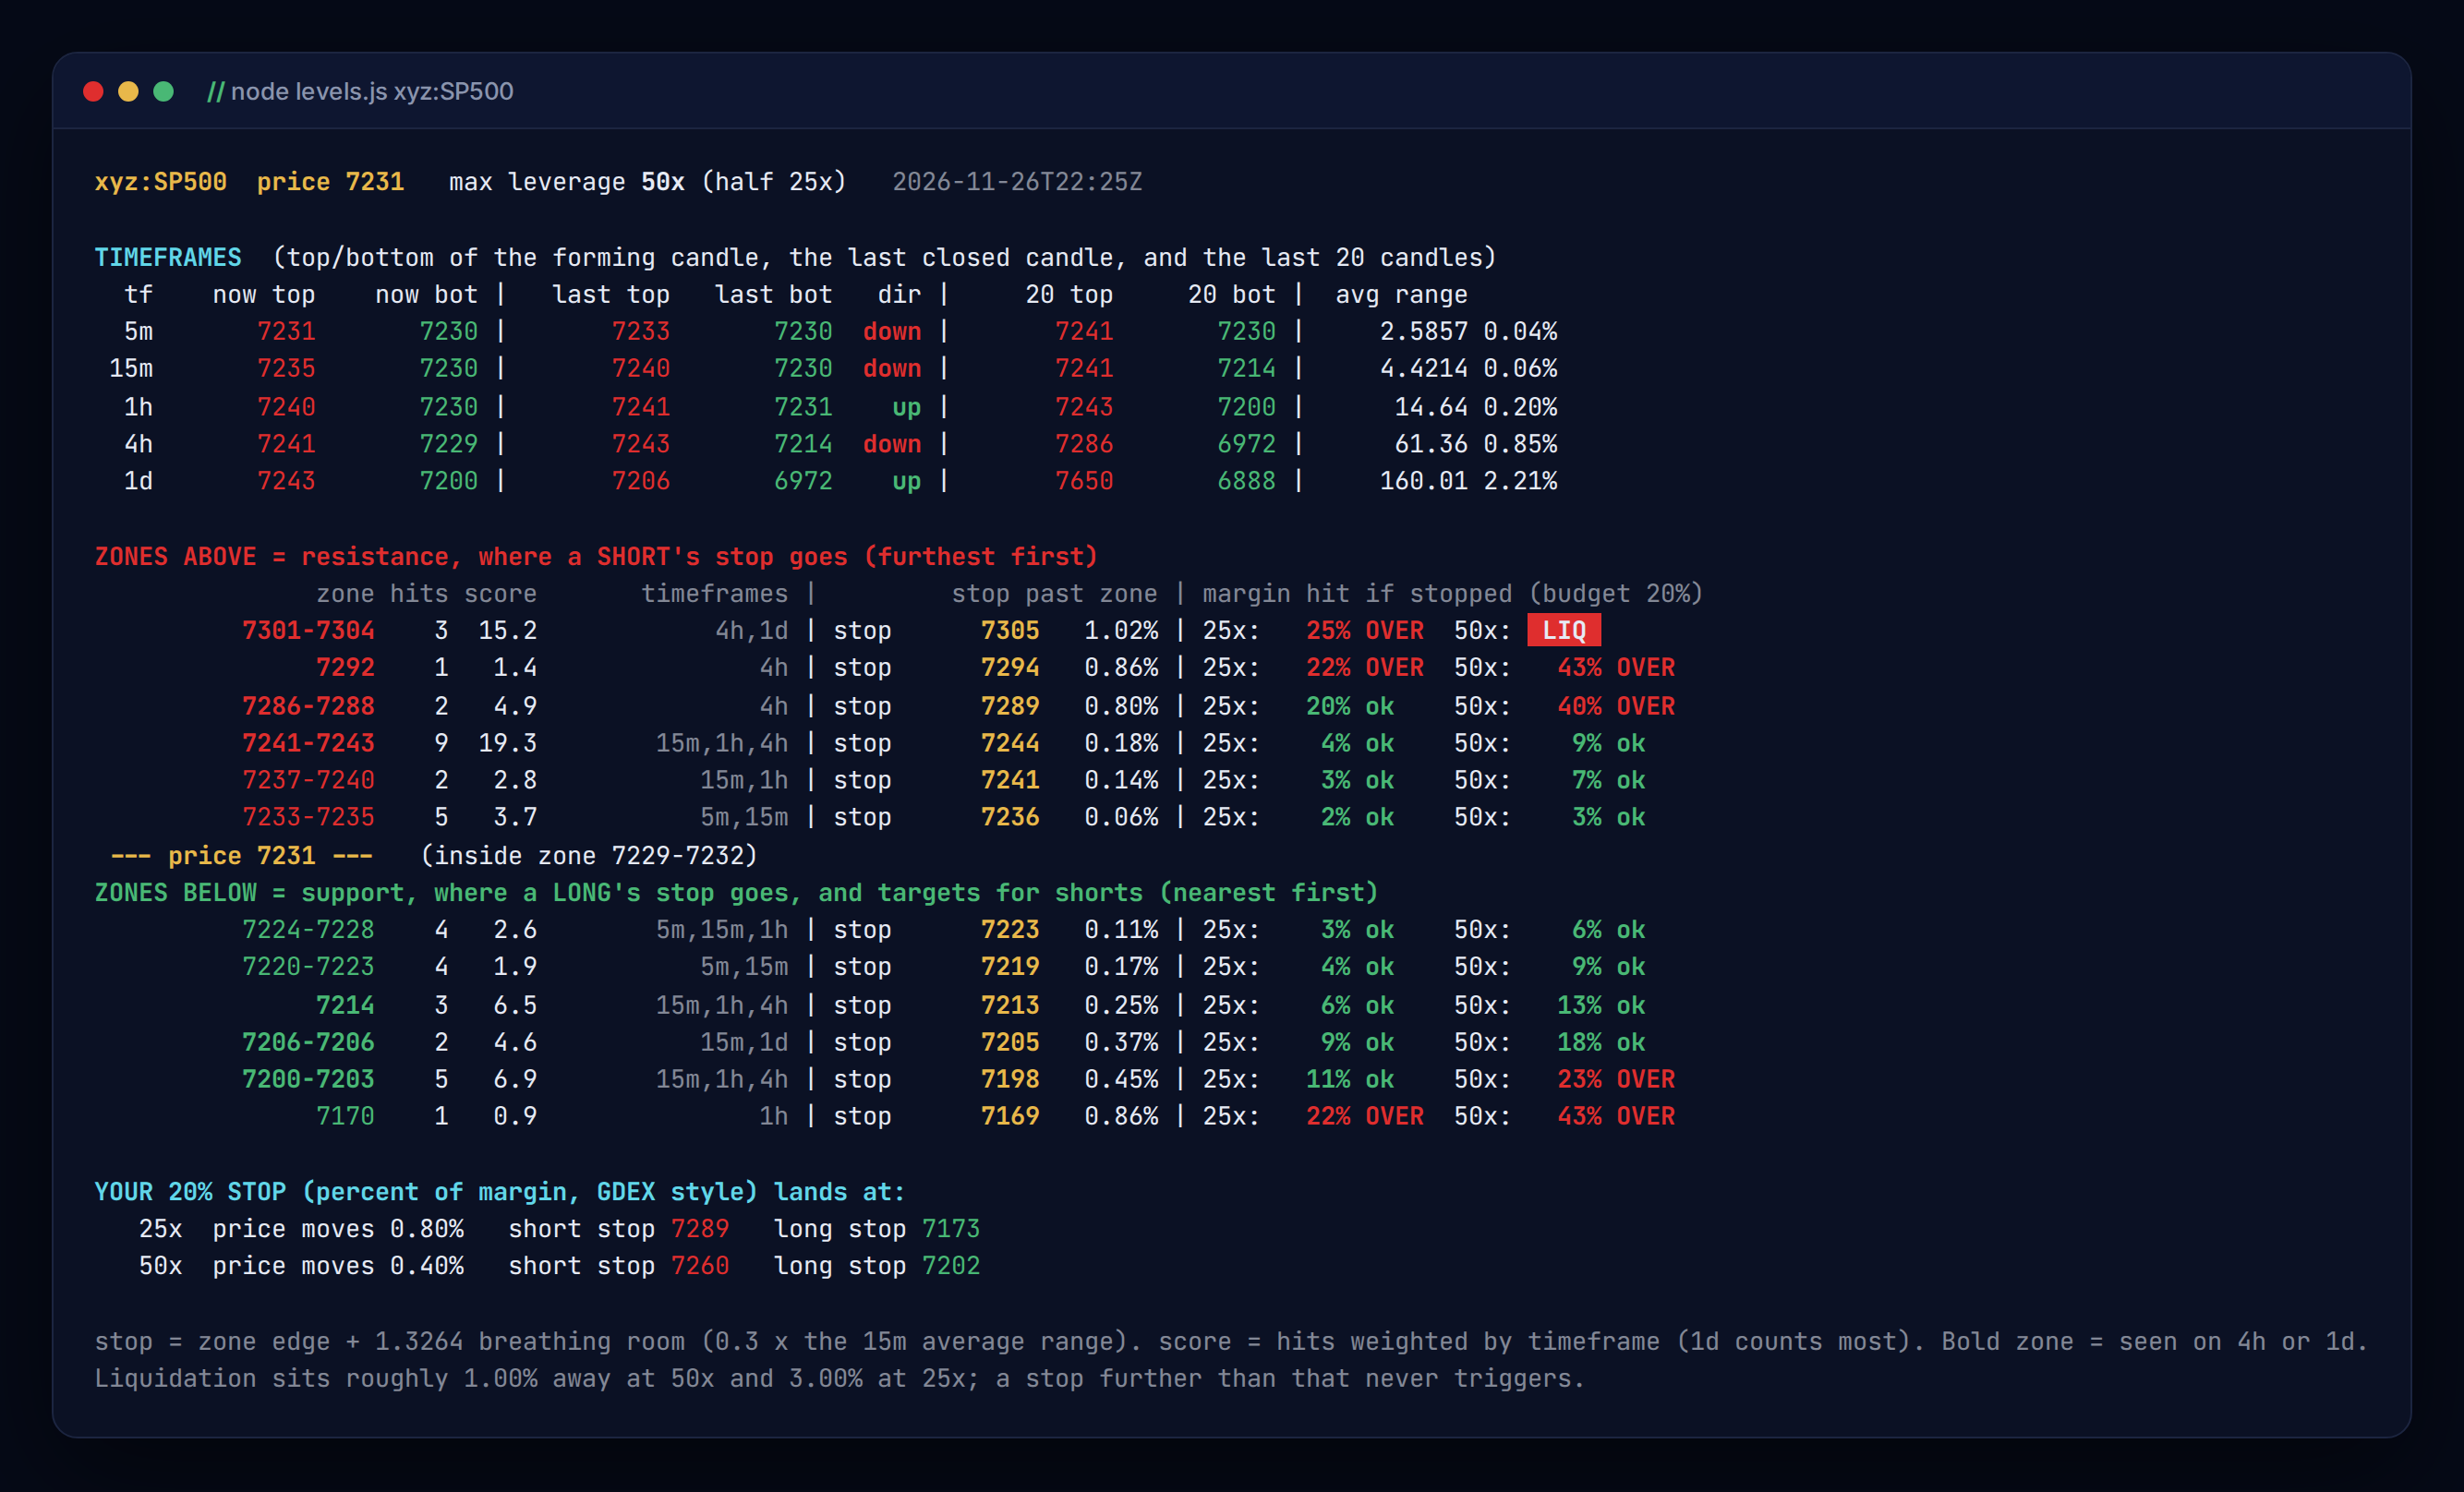 // node levels.js xyz:SP500
xyz:SP500  price 7231   max leverage 50x (half 25x)   2026-11-26T22:25Z
TIMEFRAMES  (top/bottom of the forming candle, the last closed candle, and the last 20 candles)
tf    now top    now bot |   last top   last bot   dir |     20 top     20 bot |  avg range
5m       7231       7230 |       7233       7230  down |       7241       7230 |     2.5857 0.04%
15m       7235       7230 |       7240       7230  down |       7241       7214 |     4.4214 0.06%
1h       7240       7230 |       7241       7231    up |       7243       7200 |      14.64 0.20%
4h       7241       7229 |       7243       7214  down |       7286       6972 |      61.36 0.85%
1d       7243       7200 |       7206       6972    up |       7650       6888 |     160.01 2.21%
ZONES ABOVE = resistance, where a SHORT's stop goes (furthest first)
zone hits score       timeframes |         stop past zone | margin hit if stopped (budget 20%)
7301-7304    3  15.2            4h,1d | stop      7305   1.02% | 25x:   25% OVER  50x:  LIQ
7292    1   1.4               4h | stop      7294   0.86% | 25x:   22% OVER  50x:   43% OVER
7286-7288    2   4.9               4h | stop      7289   0.80% | 25x:   20% ok    50x:   40% OVER
7241-7243    9  19.3        15m,1h,4h | stop      7244   0.18% | 25x:    4% ok    50x:    9% ok
7237-7240    2   2.8           15m,1h | stop      7241   0.14% | 25x:    3% ok    50x:    7% ok
7233-7235    5   3.7           5m,15m | stop      7236   0.06% | 25x:    2% ok    50x:    3% ok
--- price 7231 ---   (inside zone 7229-7232)
ZONES BELOW = support, where a LONG's stop goes, and targets for shorts (nearest first)
7224-7228    4   2.6        5m,15m,1h | stop      7223   0.11% | 25x:    3% ok    50x:    6% ok
7220-7223    4   1.9           5m,15m | stop      7219   0.17% | 25x:    4% ok    50x:    9% ok
7214    3   6.5        15m,1h,4h | stop      7213   0.25% | 25x:    6% ok    50x:   13% ok
7206-7206    2   4.6           15m,1d | stop      7205   0.37% | 25x:    9% ok    50x:   18% ok
7200-7203    5   6.9        15m,1h,4h | stop      7198   0.45% | 25x:   11% ok    50x:   23% OVER
7170    1   0.9               1h | stop      7169   0.86% | 25x:   22% OVER  50x:   43% OVER
YOUR 20% STOP (percent of margin, GDEX style) lands at:
25x  price moves 0.80%   short stop 7289   long stop 7173
50x  price moves 0.40%   short stop 7260   long stop 7202
stop = zone edge + 1.3264 breathing room (0.3 x the 15m average range). score = hits weighted by timeframe (1d counts most). Bold zone = seen on 4h or 1d.
Liquidation sits roughly 1.00% away at 50x and 3.00% at 25x; a stop further than that never triggers.